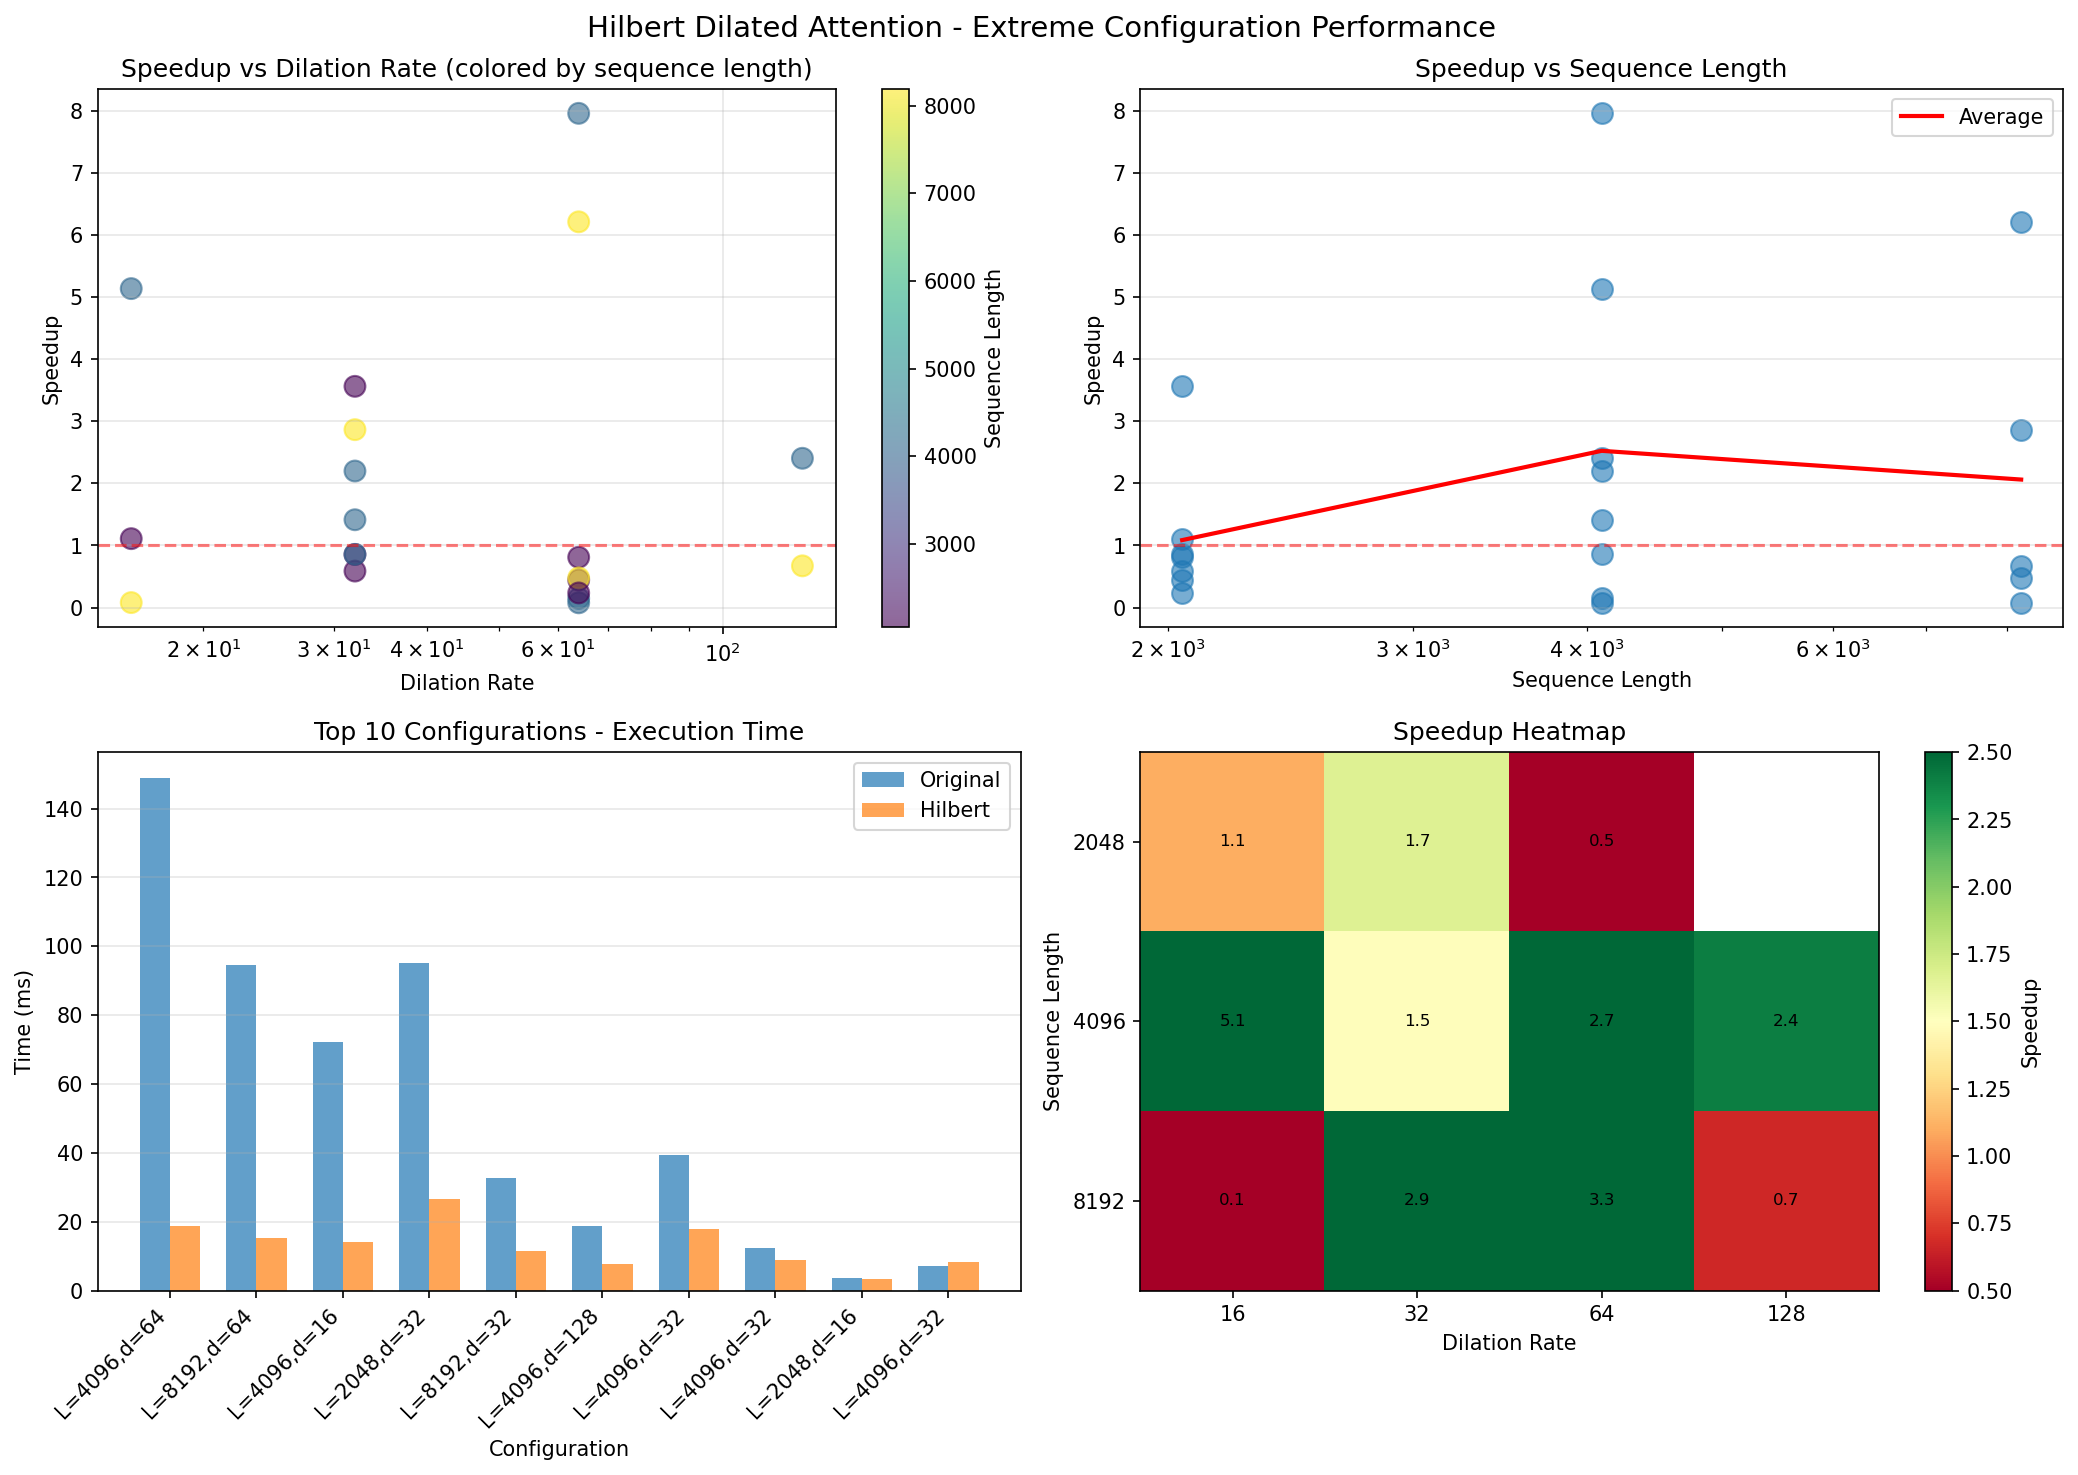 Hilbert Dilated Attention - Extreme Configuration Performance
Speedup vs Dilation Rate (colored by sequence length)
8
7
6
5
4
3
2
1
0
Speedup
2 × 10¹
3 × 10¹
4 × 10¹
6 × 10¹
10²
Dilation Rate
8000
7000
6000
5000
4000
3000
Sequence Length
Speedup vs Sequence Length
Average
8
7
6
5
4
3
2
1
0
Speedup
2 × 10³
3 × 10³
4 × 10³
6 × 10³
Sequence Length
Top 10 Configurations - Execution Time
Original
Hilbert
140
120
100
80
60
40
20
0
Time (ms)
L=4096,d=64
L=8192,d=64
L=4096,d=16
L=2048,d=32
L=8192,d=32
L=4096,d=128
L=4096,d=32
L=4096,d=32
L=2048,d=16
L=4096,d=32
Configuration
Speedup Heatmap
2048
4096
8192
Sequence Length
1.1 1.7 0.5
5.1 1.5 2.7 2.4
0.1 2.9 3.3 0.7
16
32
64
128
Dilation Rate
2.50
2.25
2.00
1.75
1.50
1.25
1.00
0.75
0.50
Speedup